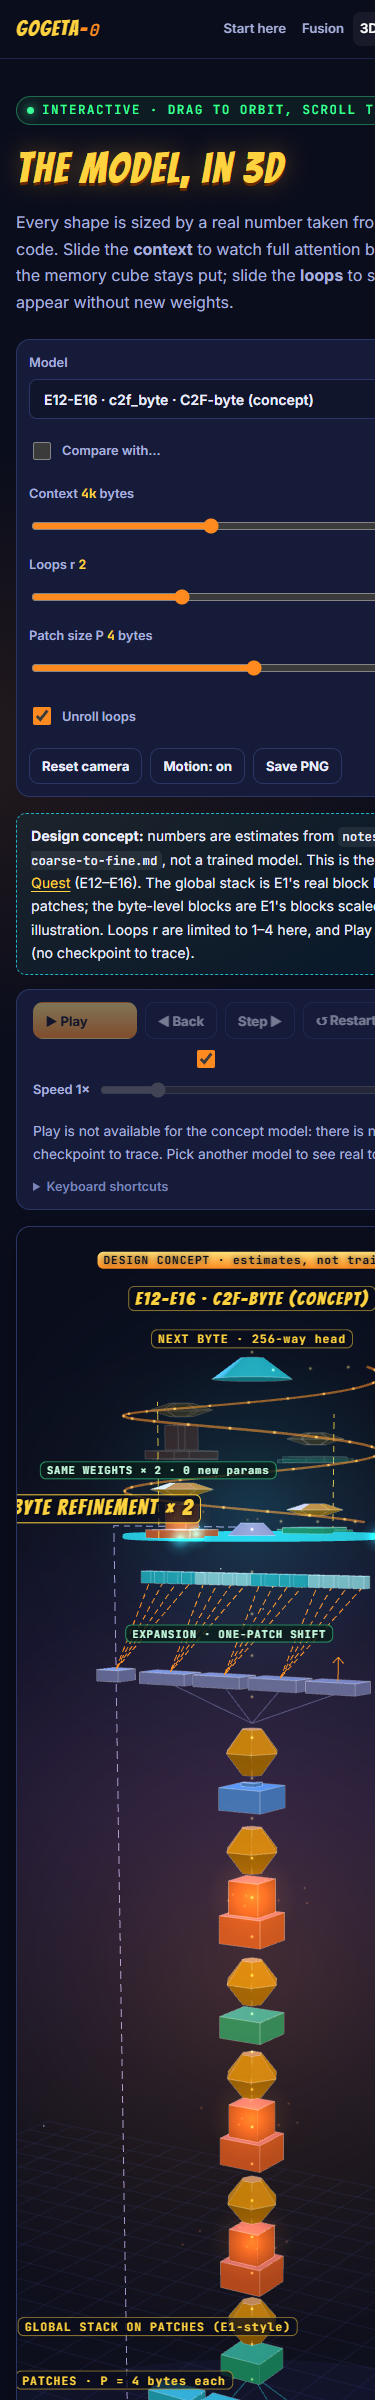 GOGETA-0
Start here Fusion 3D
INTERACTIVE · DRAG TO ORBIT, SCROLL T
THE MODEL, IN 3D
Every shape is sized by a real number taken fro
code. Slide the context to watch full attention b
the memory cube stays put; slide the loops to s
appear without new weights.
Model
E12-E16 · c2f_byte · C2F-byte (concept)
Compare with...
Context 4k bytes
Loops r 2
Patch size P 4 bytes
Unroll loops
Reset camera Motion: on Save PNG
Design concept: numbers are estimates from notes
coarse-to-fine.md, not a trained model. This is the
Quest (E12–E16). The global stack is E1's real block
patches; the byte-level blocks are E1's blocks scaled
illustration. Loops r are limited to 1–4 here, and Play
(no checkpoint to trace).
▶ Play ◀ Back Step ▶ ↺ Restart
Speed 1×
Play is not available for the concept model: there is n
checkpoint to trace. Pick another model to see real to
▶ Keyboard shortcuts
DESIGN CONCEPT · estimates, not trai
E12-E16 · C2F-BYTE (CONCEPT)
NEXT BYTE · 256-way head
SAME WEIGHTS × 2 · 0 new params
BYTE REFINEMENT × 2
EXPANSION · ONE-PATCH SHIFT
GLOBAL STACK ON PATCHES (E1-style)
PATCHES · P = 4 bytes each